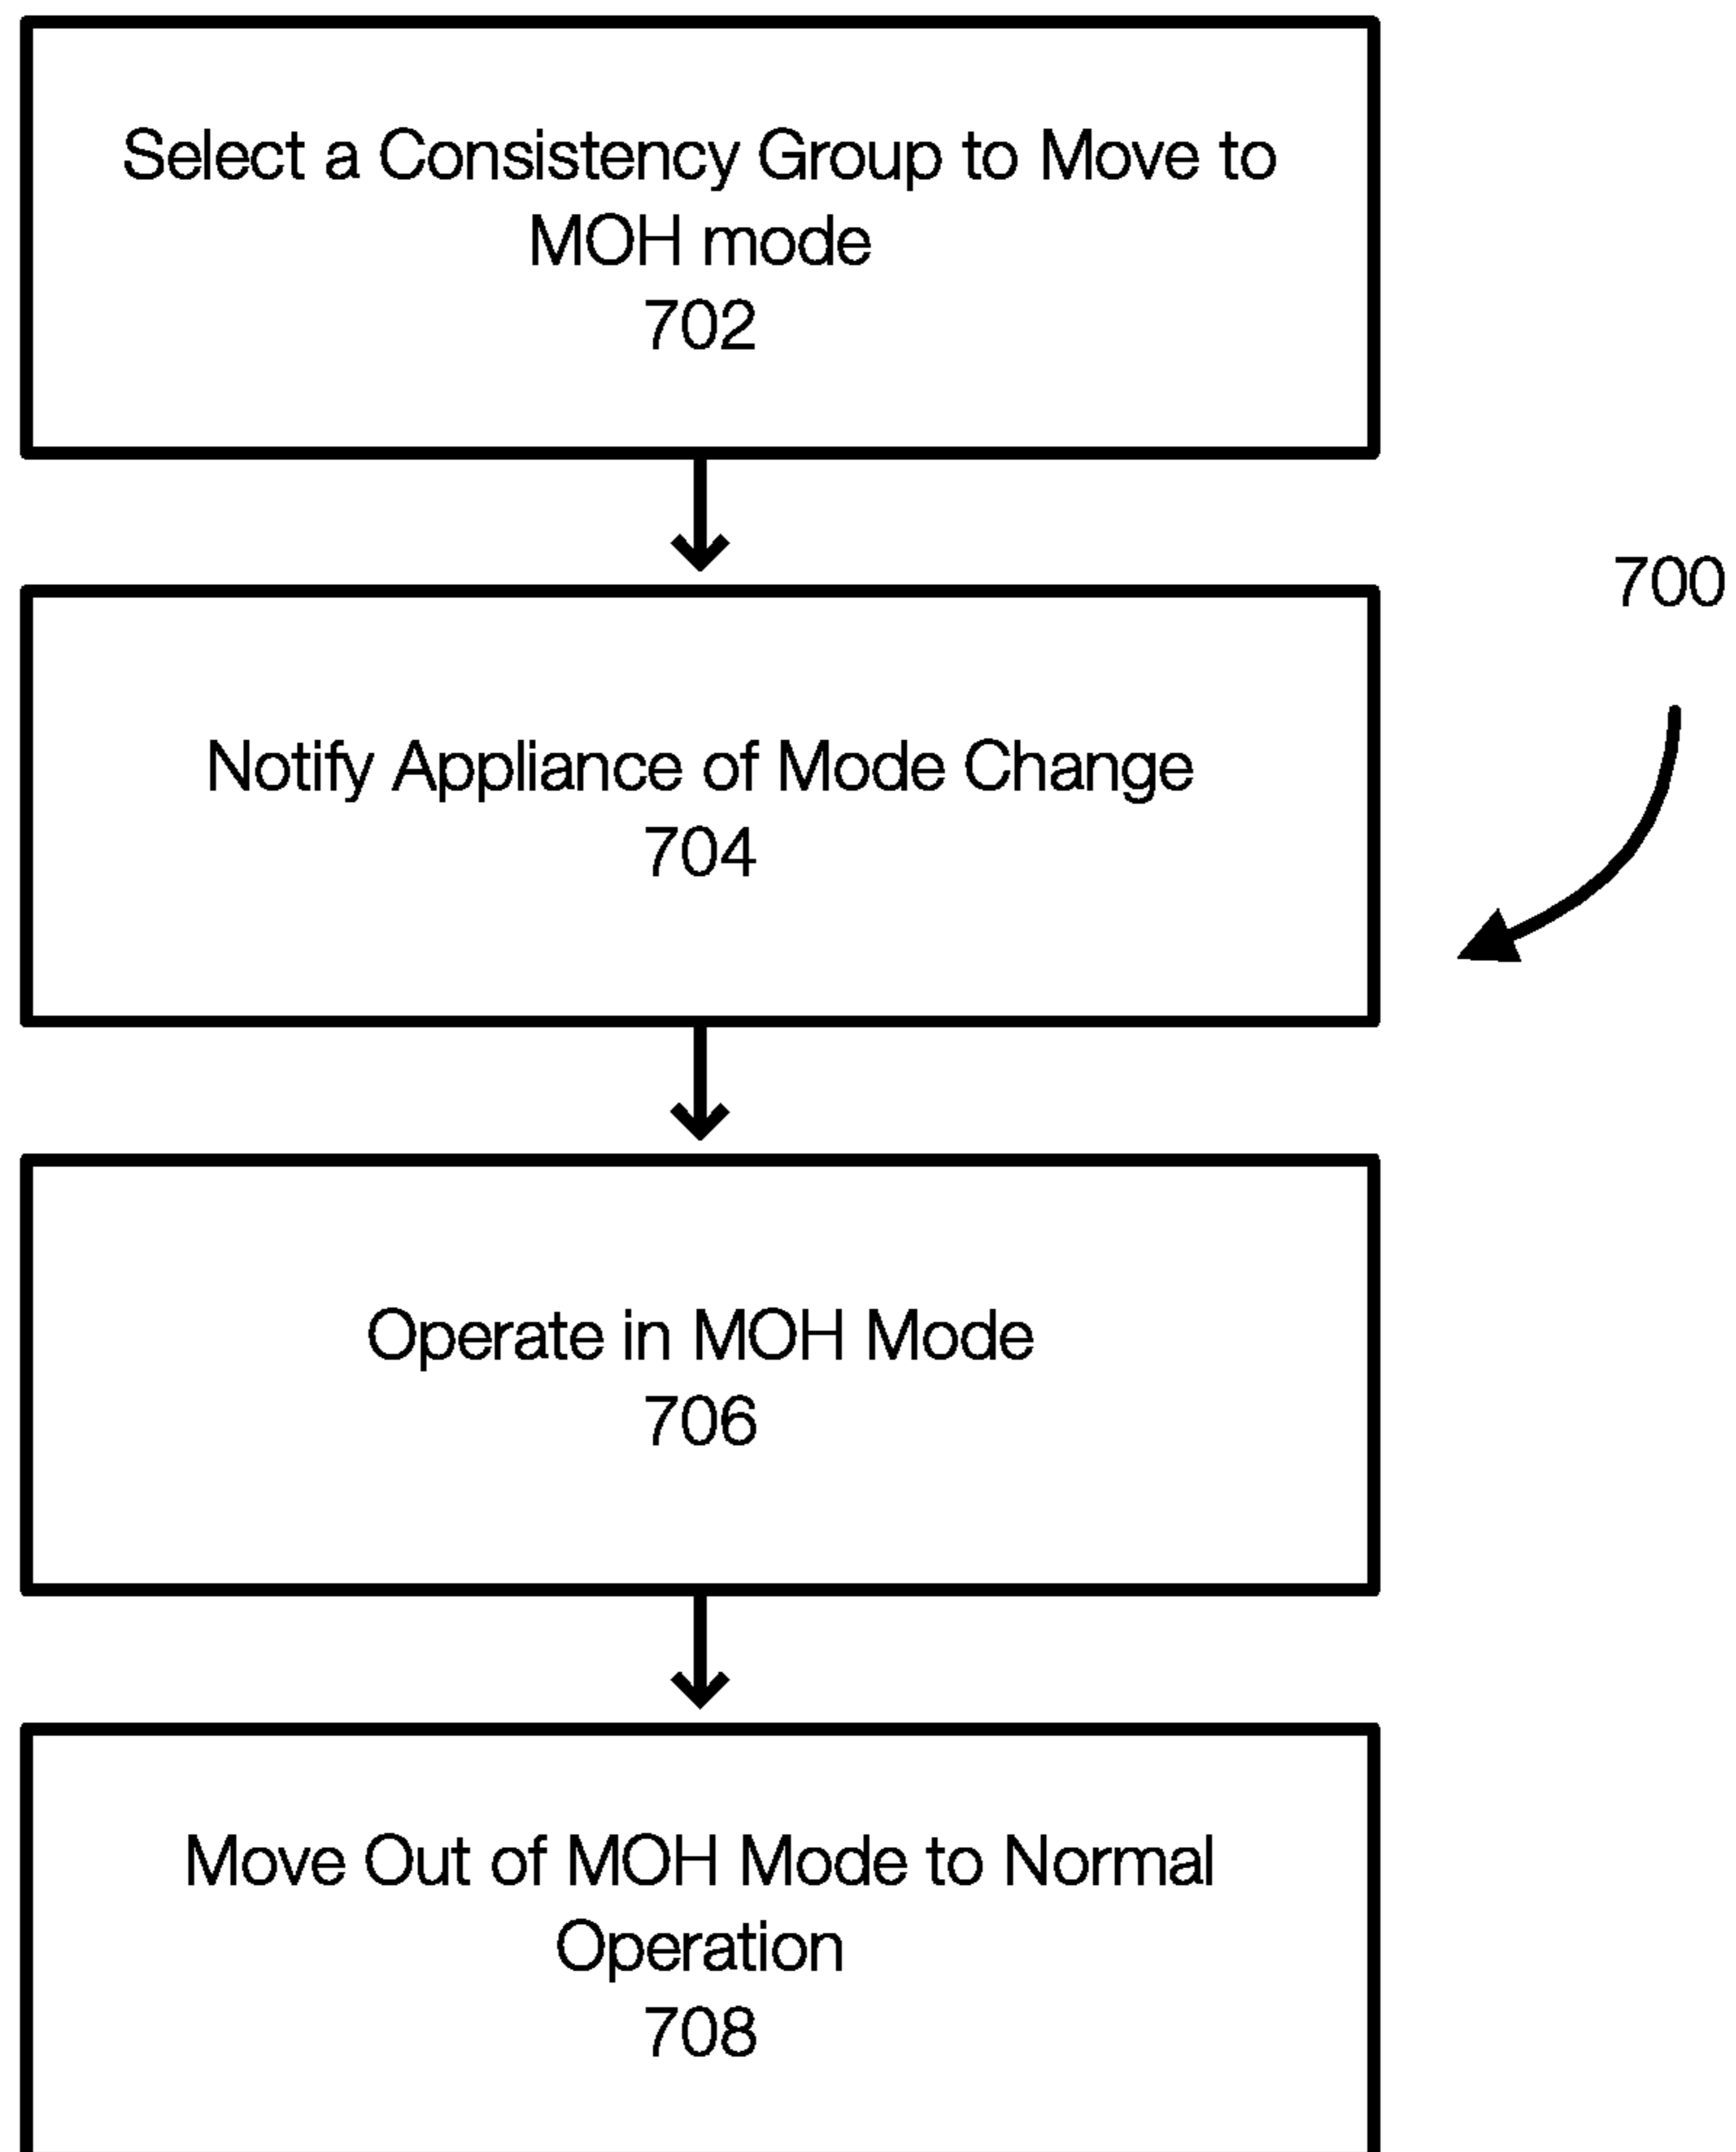 Select a Consistency Group to Move to
MOH mode
702
700
Notify Appliance of Mode Change
704
Operate in MOH Mode
706
Move Out of MOH Mode to Normal
Operation
708